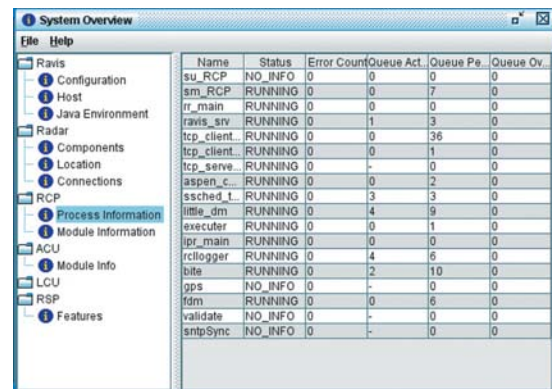 System Overview
File Help
Ravis
Configuration
Host
Java Environment
Radar
Components
Location
Connections
RCP
Process Information
Module Information
ACU
Module Info
LCU
RSP
Features
Name Status Error Count Queue Act... Queue Pe... Queue Ov...
su_RCP NO_INFO 0 0 0 0
sm_RCP RUNNING 0 0 7 0
rr_main RUNNING 0 0 0 0
ravis_srv RUNNING 0 1 3 0
tcp_client... RUNNING 0 0 36 0
tcp_client... RUNNING 0 0 1 0
tcp_serve... RUNNING 0 - 0 0
aspen_c... RUNNING 0 0 2 0
ssched_t... RUNNING 0 3 3 0
little_dm RUNNING 0 4 9 0
executer RUNNING 0 0 1 0
ipr_main RUNNING 0 0 0 0
rcllogger RUNNING 0 4 6 0
bite RUNNING 0 2 10 0
gps NO_INFO 0 - 0 0
fdm RUNNING 0 0 6 0
validate NO_INFO 0 - 0 0
sntpSync NO_INFO 0 - 0 0